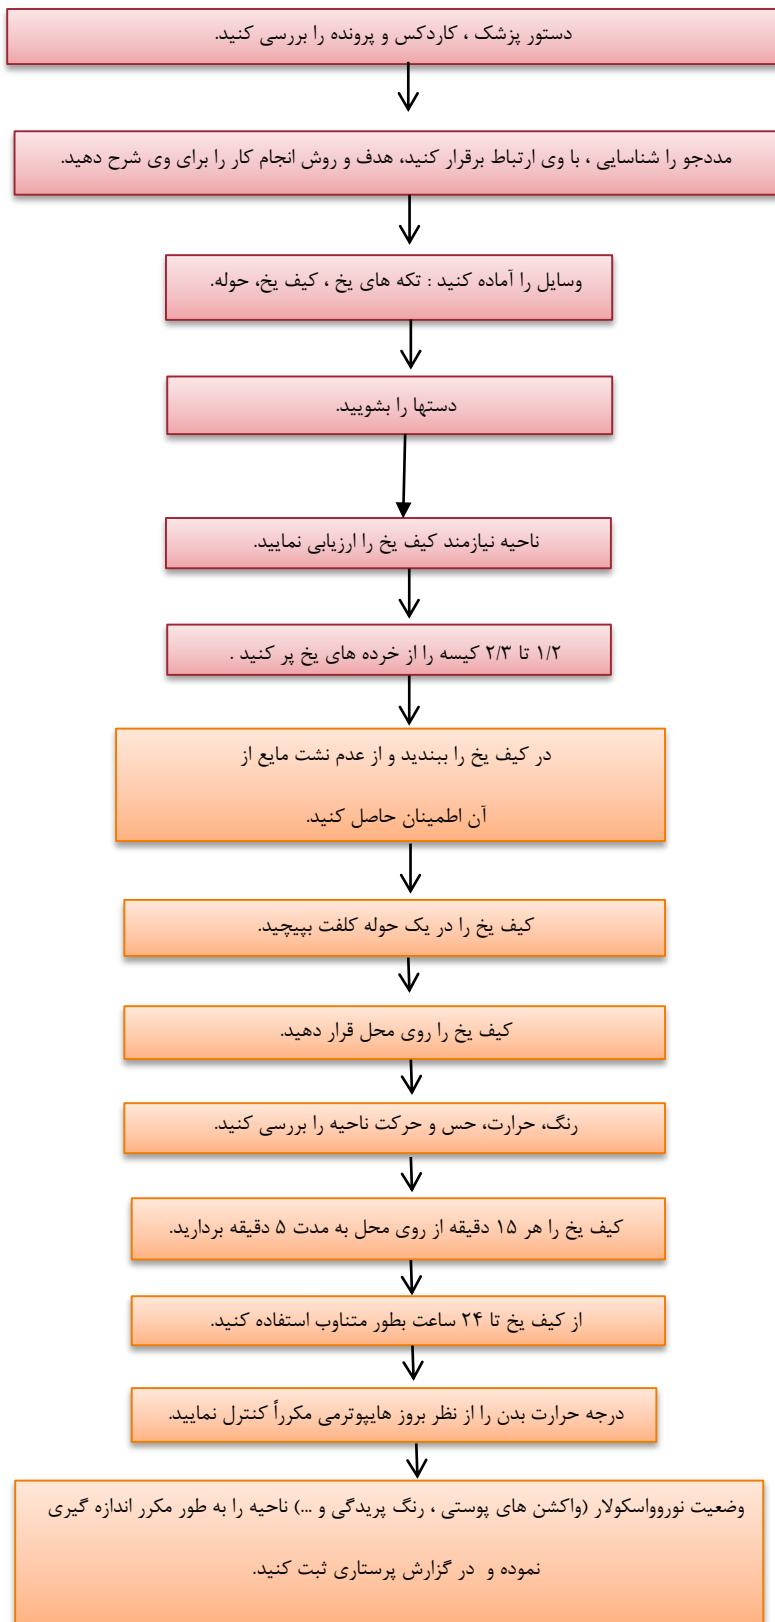 دستور پزشک ، کاردکس و پرونده را بررسی کنید.
مددجو را شناسایی ، با وی ارتباط برقرار کنید، هدف و روش انجام کار را برای وی شرح دهید.
وسایل را آماده کنید : تکه های یخ ، کیف یخ، حوله.
دستها را بشویید.
ناحیه نیازمند کیف یخ را ارزیابی نمایید.
۱/۲ تا ۲/۳ کیسه را از خرده های یخ پر کنید .
در کیف یخ را ببندید و از عدم نشت مایع از
آن اطمینان حاصل کنید.
کیف یخ را در یک حوله کلفت بپیچید.
کیف یخ را روی محل قرار دهید.
رنگ، حرارت، حس و حرکت ناحیه را بررسی کنید.
کیف یخ را هر ۱۵ دقیقه از روی محل به مدت ۵ دقیقه بردارید.
از کیف یخ تا ۲۴ ساعت بطور متناوب استفاده کنید.
درجه حرارت بدن را از نظر بروز هایپوترمی مکرراً کنترل نمایید.
وضعیت نوروواسکولار (واکشن های پوستی ، رنگ پریدگی و ...) ناحیه را به طور مکرر اندازه گیری
نموده و در گزارش پرستاری ثبت کنید.